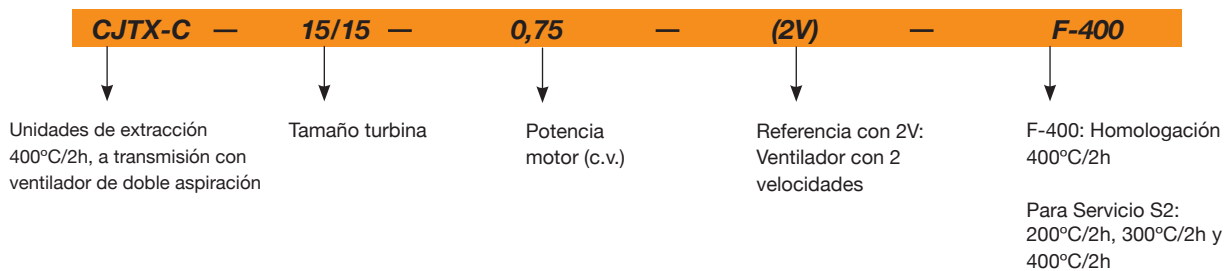 CJTX-C — 15/15 — 0,75 — (2V) — F-400
Unidades de extracción
400ºC/2h, a transmisión con
ventilador de doble aspiración
Tamaño turbina
Potencia
motor (c.v.)
Referencia con 2V:
Ventilador con 2
velocidades
F-400: Homologación
400ºC/2h
Para Servicio S2:
200ºC/2h, 300ºC/2h y
400ºC/2h